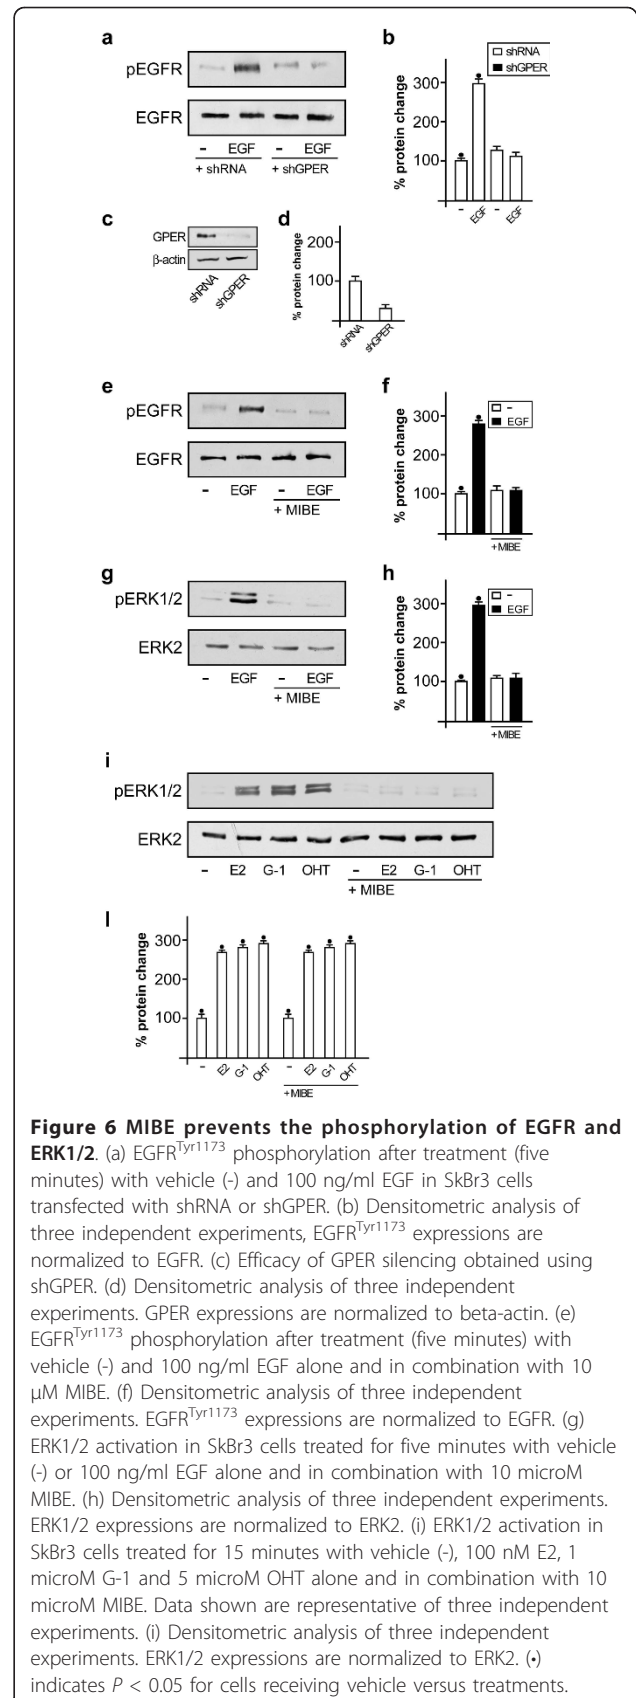 a
b
shRNA
shGPER
pEGFR
EGFR
- EGF - EGF
+ shRNA + shGPER
% protein change
300
200
100
- EGF - EGF
c
d
GPER
β-actin
shRNA shGPER
% protein change
200
100
shRNA shGPER
e
f
pEGFR
EGFR
- EGF - EGF
+ MIBE
-
EGF
% protein change
300
200
100
+MIBE
g
h
pERK1/2
ERK2
- EGF - EGF
+ MIBE
-
EGF
% protein change
300
200
100
+MIBE
i
pERK1/2
ERK2
- E2 G-1 OHT - E2 G-1 OHT
+ MIBE
l
% protein change
300
200
100
- E2 G-1 OHT - E2 G-1 OHT
+MIBE
Figure 6 MIBE prevents the phosphorylation of EGFR and
ERK1/2. (a) EGFR^Tyr1173 phosphorylation after treatment (five
minutes) with vehicle (-) and 100 ng/ml EGF in SkBr3 cells
transfected with shRNA or shGPER. (b) Densitometric analysis of
three independent experiments, EGFR^Tyr1173 expressions are
normalized to EGFR. (c) Efficacy of GPER silencing obtained using
shGPER. (d) Densitometric analysis of three independent
experiments. GPER expressions are normalized to beta-actin. (e)
EGFR^Tyr1173 phosphorylation after treatment (five minutes) with
vehicle (-) and 100 ng/ml EGF alone and in combination with 10
μM MIBE. (f) Densitometric analysis of three independent
experiments. EGFR^Tyr1173 expressions are normalized to EGFR. (g)
ERK1/2 activation in SkBr3 cells treated for five minutes with vehicle
(-) or 100 ng/ml EGF alone and in combination with 10 microM
MIBE. (h) Densitometric analysis of three independent experiments.
ERK1/2 expressions are normalized to ERK2. (i) ERK1/2 activation in
SkBr3 cells treated for 15 minutes with vehicle (-), 100 nM E2, 1
microM G-1 and 5 microM OHT alone and in combination with 10
microM MIBE. Data shown are representative of three independent
experiments. (i) Densitometric analysis of three independent
experiments. ERK1/2 expressions are normalized to ERK2. (•)
indicates P < 0.05 for cells receiving vehicle versus treatments.